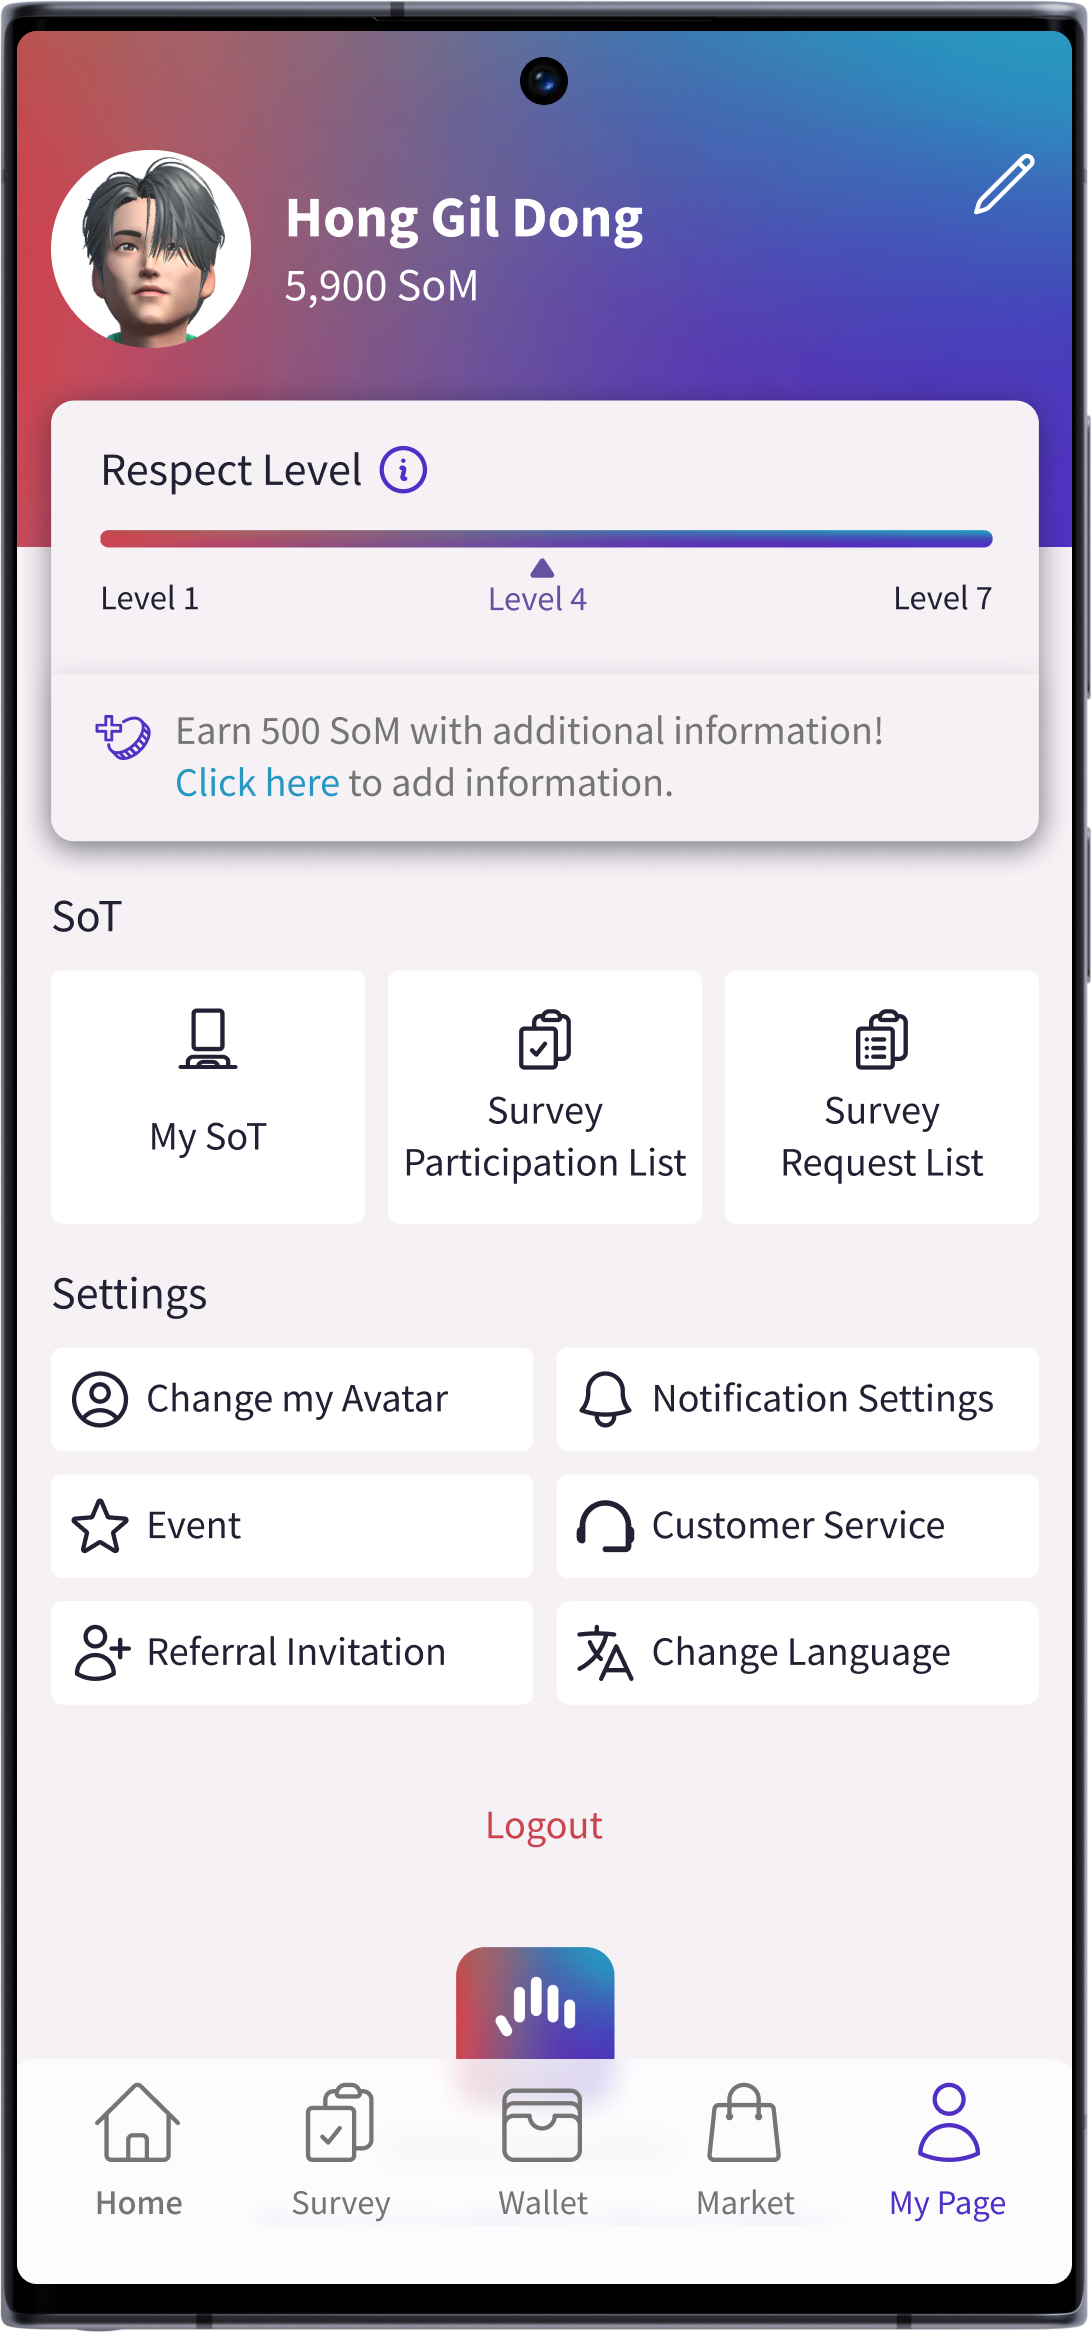 Hong Gil Dong
5,900 SoM
Respect Level
Level 1
Level 4
Level 7
Earn 500 SoM with additional information!
Click here to add information.
SoT
My SoT
Survey
Participation List
Survey
Request List
Settings
Change my Avatar
Notification Settings
Event
Customer Service
Referral Invitation
Change Language
Logout
Home
Survey
Wallet
Market
My Page